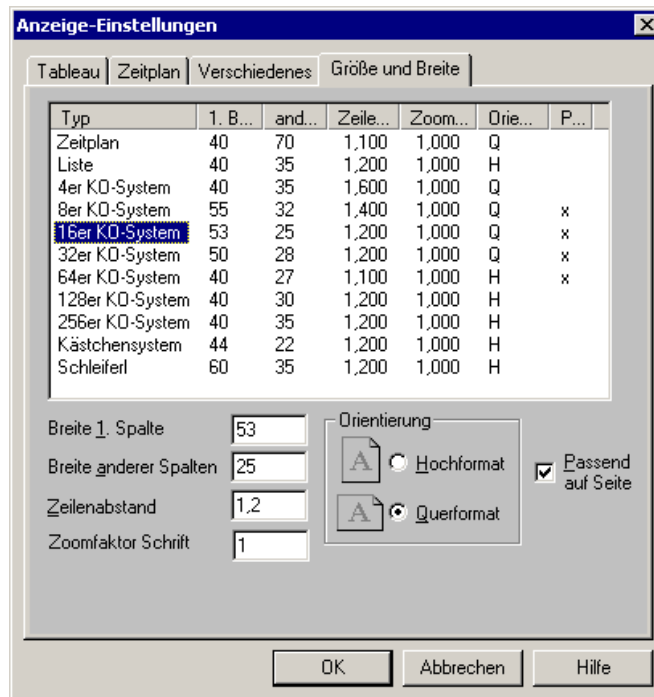 Anzeige-Einstellungen
Tableau Zeitplan Verschiedenes Größe und Breite
Typ 1. B... and... Zeile... Zoom... Orie... P...
Zeitplan 40 70 1,100 1,000 Q
Liste 40 35 1,200 1,000 H
4er KO-System 40 35 1,600 1,000 Q
8er KO-System 55 32 1,400 1,000 Q x
16er KO-System 53 25 1,200 1,000 Q x
32er KO-System 50 28 1,200 1,000 Q x
64er KO-System 40 27 1,100 1,000 H x
128er KO-System 40 30 1,200 1,000 H
256er KO-System 40 35 1,200 1,000 H
Kästchensystem 44 22 1,200 1,000 H
Schleiferl 60 35 1,200 1,000 H
Breite 1. Spalte 53
Breite anderer Spalten 25
Zeilenabstand 1,2
Zoomfaktor Schrift 1
Orientierung
A Hochformat
A Querformat
Passend
auf Seite
OK Abbrechen Hilfe